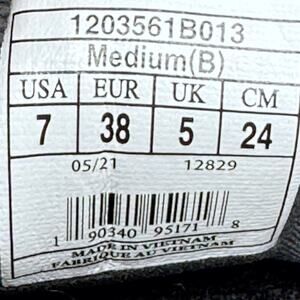 1203561B013
Medium(B)
USA EUR UK CM
7 38 5 24
05/21 12829
1 90340 95171 8
MADE IN VIETNAM
FABRIQUE AU VIETNAM